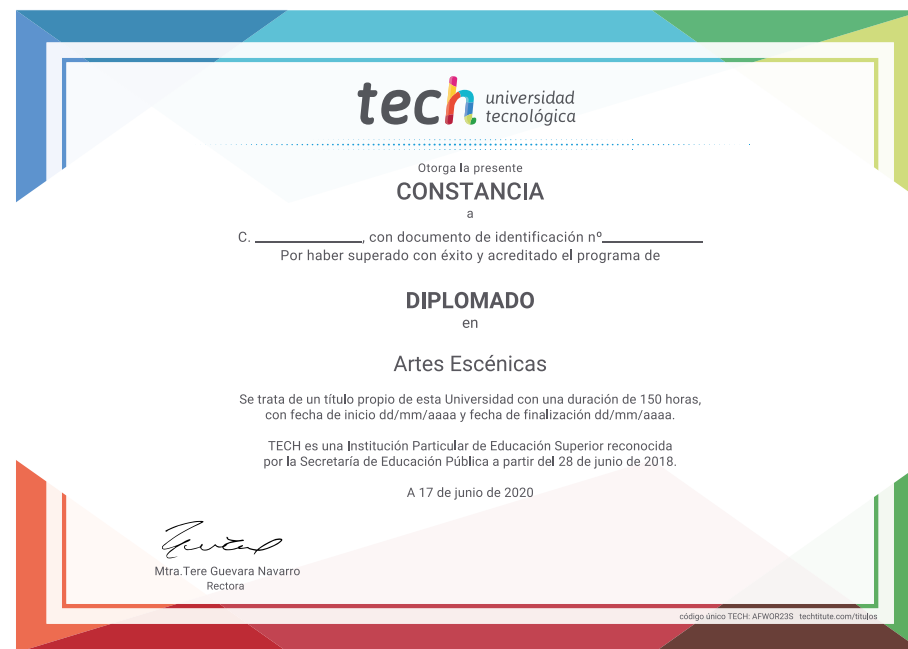 tech universidad
tecnológica
Otorga la presente
CONSTANCIA
a
C. ______________, con documento de identificación nº_____________
Por haber superado con éxito y acreditado el programa de
DIPLOMADO
en
Artes Escénicas
Se trata de un título propio de esta Universidad con una duración de 150 horas,
con fecha de inicio dd/mm/aaaa y fecha de finalización dd/mm/aaaa.
TECH es una Institución Particular de Educación Superior reconocida
por la Secretaría de Educación Pública a partir del 28 de junio de 2018.
A 17 de junio de 2020
Mtra.Tere Guevara Navarro
Rectora
código único TECH: AFWOR23S techtitute.com/titulos